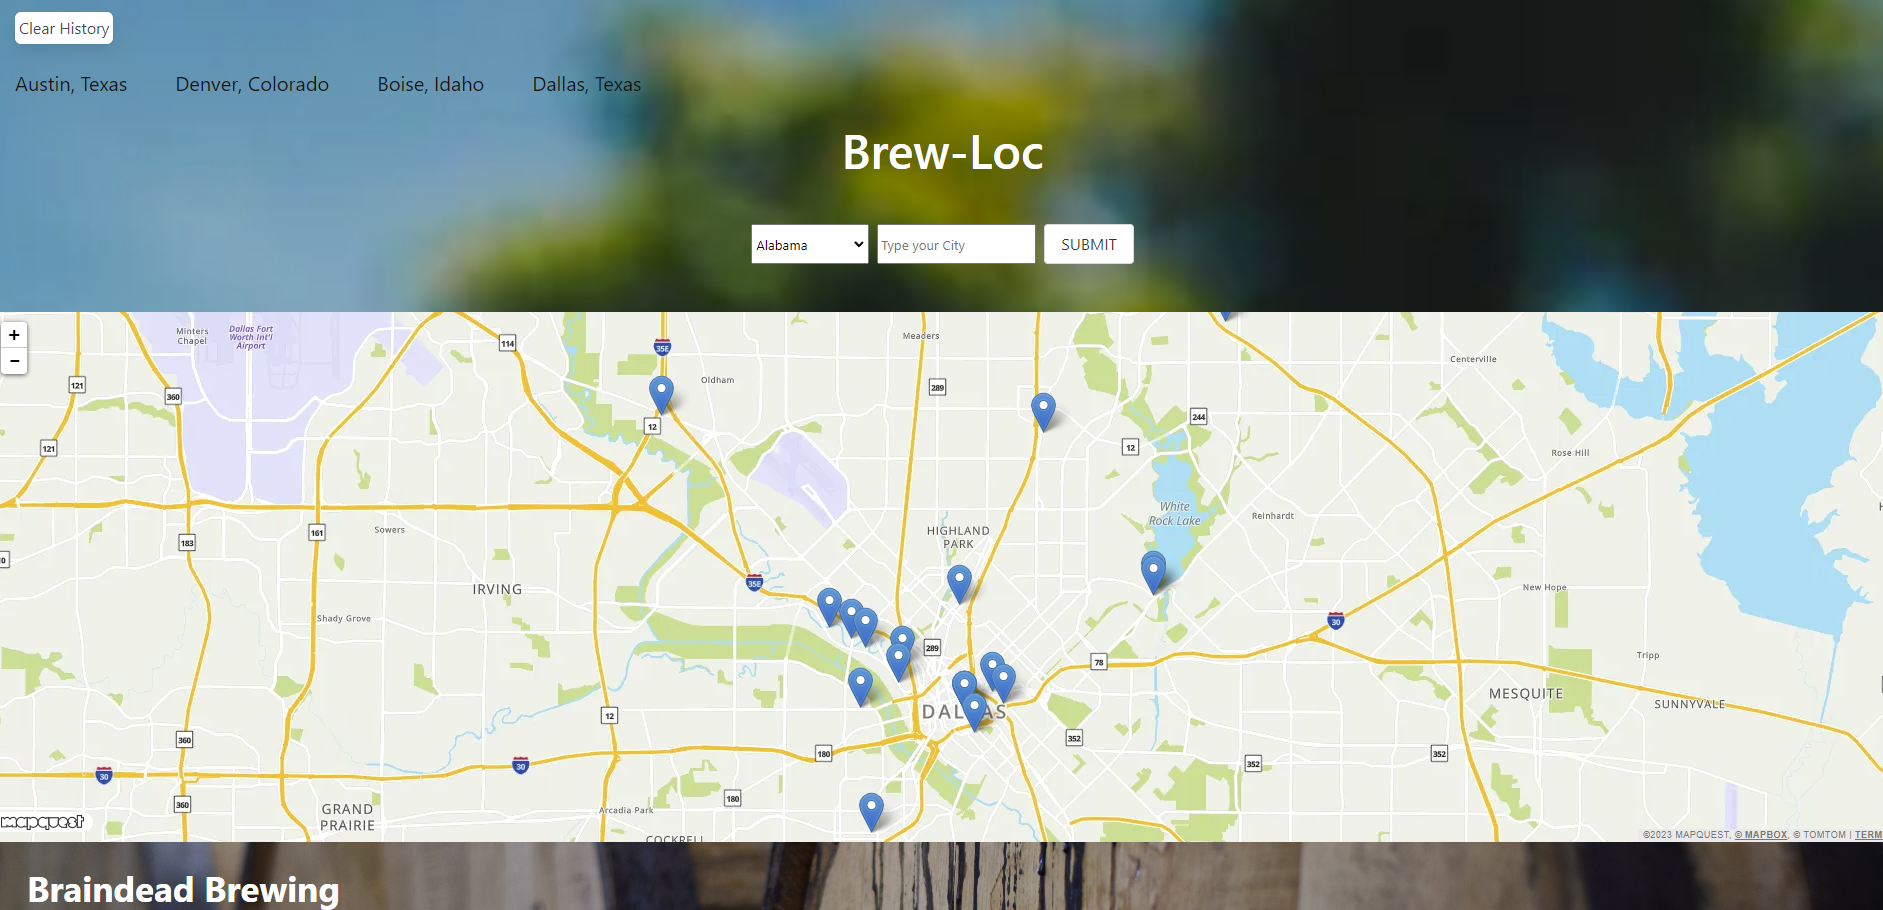 Clear History
Austin, Texas
Denver, Colorado
Boise, Idaho
Dallas, Texas
Brew-Loc
Alabama
Type your City
SUBMIT
+
−
Minters
Chapel
Dallas Fort
Worth Int'l
Airport
114
35E
Meaders
Centerville
121
360
Oldham
289
12
244
12
121
Rose Hill
White
Rock Lake
Reinhardt
183
161
Sowers
HIGHLAND
PARK
IRVING
35E
New Hope
Shady Grove
30
289
78
Tripp
MESQUITE
SUNNYVALE
12
DALLAS
360
180
352
352
352
30
30
360
180
GRAND
PRAIRIE
Arcadia Park
COCKRELL
mapquest
©2023 MAPQUEST, © MAPBOX, © TOMTOM | TERM
Braindead Brewing